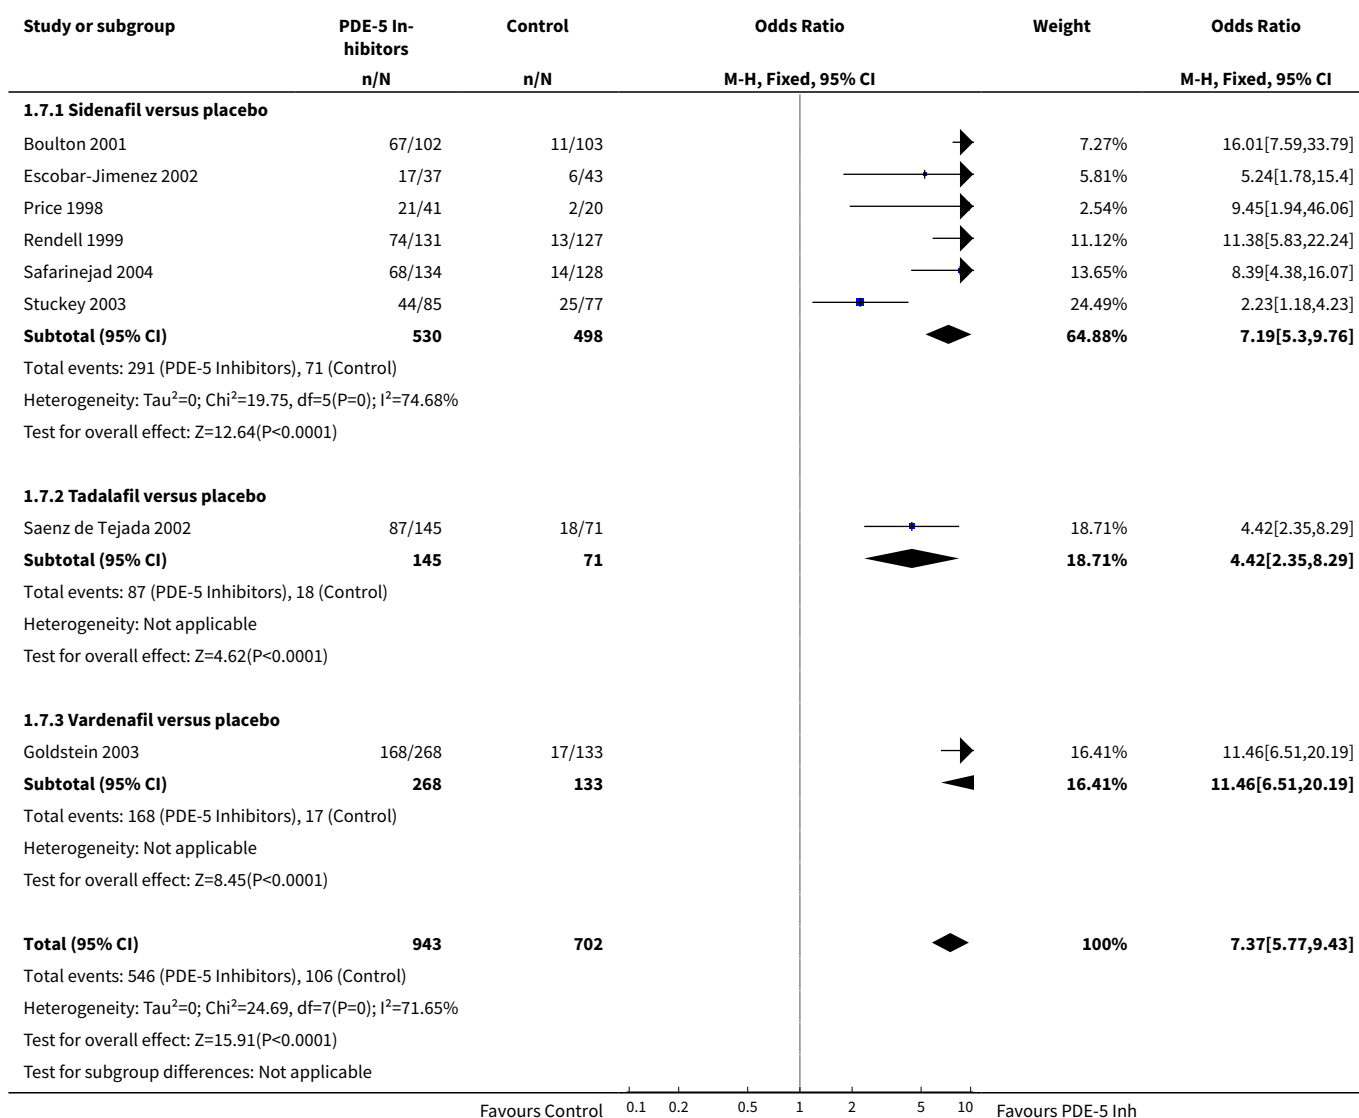 Study or subgroup PDE-5 In- Control Odds Ratio Weight Odds Ratio
hibitors
n/N n/N M-H, Fixed, 95% CI M-H, Fixed, 95% CI
1.7.1 Sidenafil versus placebo
Boulton 2001 67/102 11/103 7.27% 16.01[7.59,33.79]
Escobar-Jimenez 2002 17/37 6/43 5.81% 5.24[1.78,15.4]
Price 1998 21/41 2/20 2.54% 9.45[1.94,46.06]
Rendell 1999 74/131 13/127 11.12% 11.38[5.83,22.24]
Safarinejad 2004 68/134 14/128 13.65% 8.39[4.38,16.07]
Stuckey 2003 44/85 25/77 24.49% 2.23[1.18,4.23]
Subtotal (95% CI) 530 498 64.88% 7.19[5.3,9.76]
Total events: 291 (PDE-5 Inhibitors), 71 (Control)
Heterogeneity: Tau²=0; Chi²=19.75, df=5(P=0); I²=74.68%
Test for overall effect: Z=12.64(P<0.0001)
1.7.2 Tadalafil versus placebo
Saenz de Tejada 2002 87/145 18/71 18.71% 4.42[2.35,8.29]
Subtotal (95% CI) 145 71 18.71% 4.42[2.35,8.29]
Total events: 87 (PDE-5 Inhibitors), 18 (Control)
Heterogeneity: Not applicable
Test for overall effect: Z=4.62(P<0.0001)
1.7.3 Vardenafil versus placebo
Goldstein 2003 168/268 17/133 16.41% 11.46[6.51,20.19]
Subtotal (95% CI) 268 133 16.41% 11.46[6.51,20.19]
Total events: 168 (PDE-5 Inhibitors), 17 (Control)
Heterogeneity: Not applicable
Test for overall effect: Z=8.45(P<0.0001)
Total (95% CI) 943 702 100% 7.37[5.77,9.43]
Total events: 546 (PDE-5 Inhibitors), 106 (Control)
Heterogeneity: Tau²=0; Chi²=24.69, df=7(P=0); I²=71.65%
Test for overall effect: Z=15.91(P<0.0001)
Test for subgroup differences: Not applicable
Favours Control 0.1 0.2 0.5 1 2 5 10 Favours PDE-5 Inh